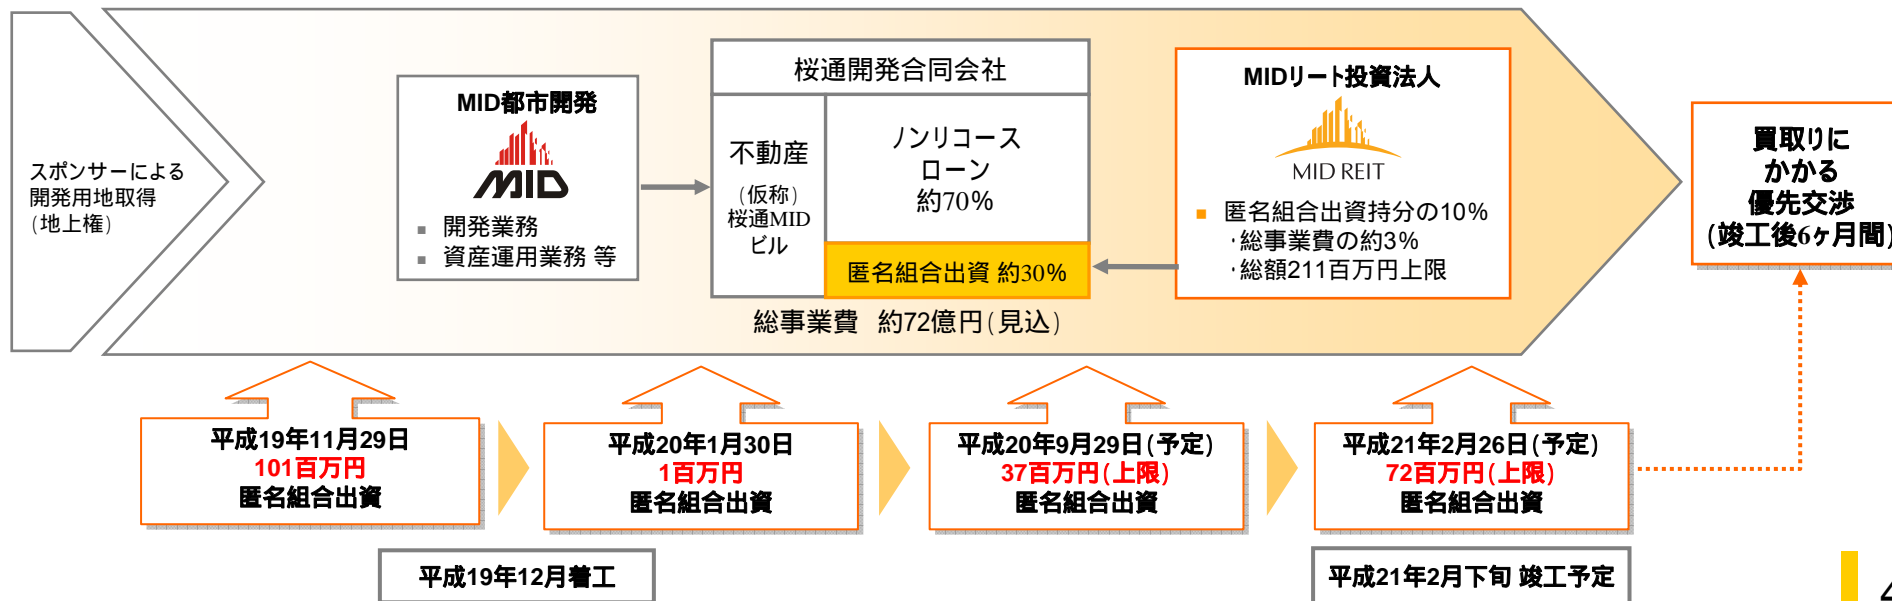 スポンサーによる
開発用地取得
(地上権)
MID都市開発
MID
■ 開発業務
■ 資産運用業務 等
桜通開発合同会社
不動産
(仮称)
桜通MID
ビル
ノンリコース
ローン
約70%
匿名組合出資 約30%
総事業費 約72億円(見込)
MIDリート投資法人
MID REIT
■ 匿名組合出資持分の10%
・総事業費の約3%
・総額211百万円上限
買取りに
かかる
優先交渉
(竣工後6ヶ月間)
平成19年11月29日
101百万円
匿名組合出資
平成20年1月30日
1百万円
匿名組合出資
平成20年9月29日(予定)
37百万円(上限)
匿名組合出資
平成21年2月26日(予定)
72百万円(上限)
匿名組合出資
平成19年12月着工
平成21年2月下旬 竣工予定